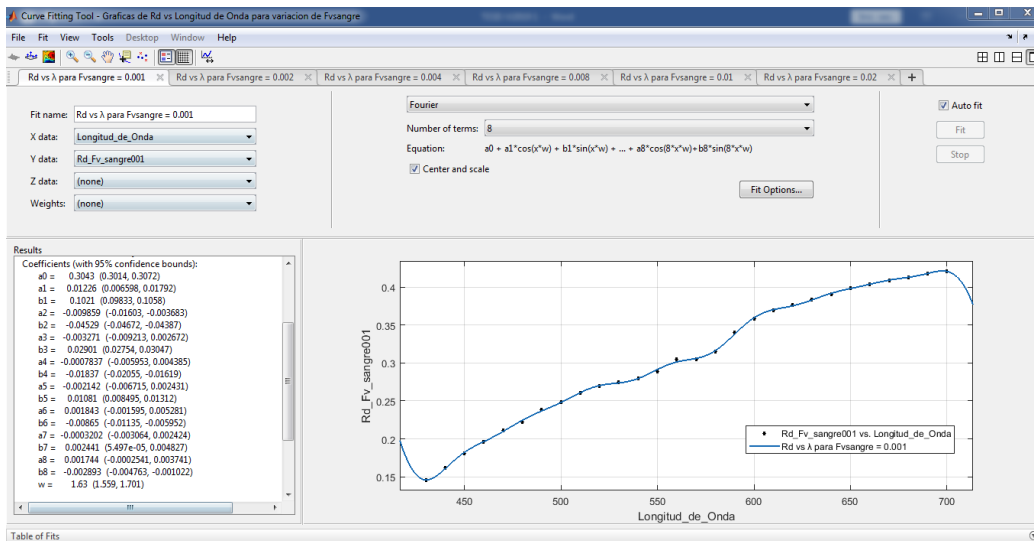 Curve Fitting Tool - Graficas de Rd vs Longitud de Onda para variacion de Fvsangre
File Fit View Tools Desktop Window Help
Rd vs λ para Fvsangre = 0.001 Rd vs λ para Fvsangre = 0.002 Rd vs λ para Fvsangre = 0.004 Rd vs λ para Fvsangre = 0.008 Rd vs λ para Fvsangre = 0.01 Rd vs λ para Fvsangre = 0.02
Fit name: Rd vs λ para Fvsangre = 0.001
X data: Longitud_de_Onda
Y data: Rd_Fv_sangre001
Z data: (none)
Weights: (none)
Fourier
Number of terms: 8
Equation: a0 + a1*cos(x*w) + b1*sin(x*w) + ... + a8*cos(8*x*w)+b8*sin(8*x*w)
Center and scale
Fit Options...
Auto fit
Fit
Stop
Results
Coefficients (with 95% confidence bounds):
a0 = 0.3043 (0.3014, 0.3072)
a1 = 0.01226 (0.006598, 0.01792)
b1 = 0.1021 (0.09833, 0.1058)
a2 = -0.009859 (-0.01603, -0.003683)
b2 = -0.04529 (-0.04672, -0.04387)
a3 = -0.003271 (-0.009213, 0.002672)
b3 = 0.02901 (0.02754, 0.03047)
a4 = -0.0007837 (-0.005953, 0.004385)
b4 = -0.01837 (-0.02055, -0.01619)
a5 = -0.002142 (-0.006715, 0.002431)
b5 = 0.01081 (0.008495, 0.01312)
a6 = 0.001843 (-0.001595, 0.005281)
b6 = -0.00865 (-0.01135, -0.005952)
a7 = -0.0003202 (-0.003064, 0.002424)
b7 = 0.002441 (5.497e-05, 0.004827)
a8 = 0.001744 (-0.0002541, 0.003741)
b8 = -0.002893 (-0.004763, -0.001022)
w = 1.63 (1.559, 1.701)
Rd_Fv_sangre001
0.4
0.35
0.3
0.25
0.2
0.15
Rd_Fv_sangre001 vs. Longitud_de_Onda
Rd vs λ para Fvsangre = 0.001
450 500 550 600 650 700
Longitud_de_Onda
Table of Fits